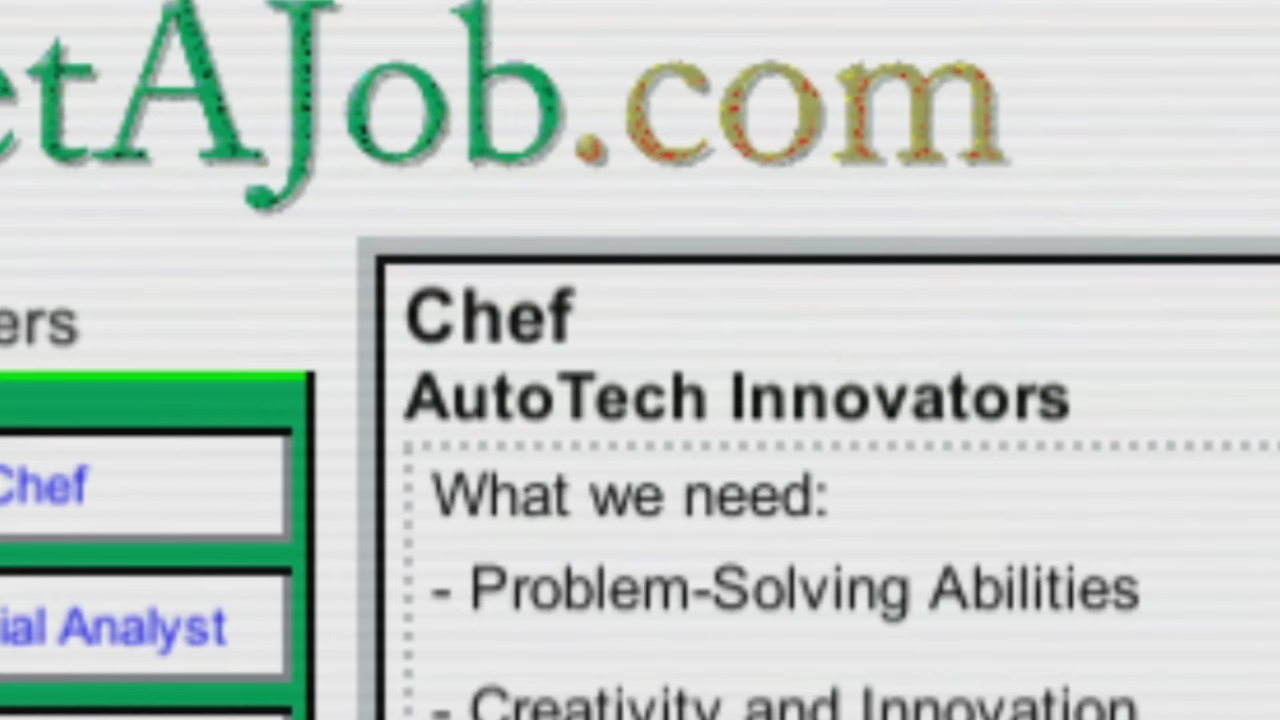 etAJob.com
ers
Chef
ial Analyst
Chef
AutoTech Innovators
What we need:
- Problem-Solving Abilities
- Creativity and Innovation